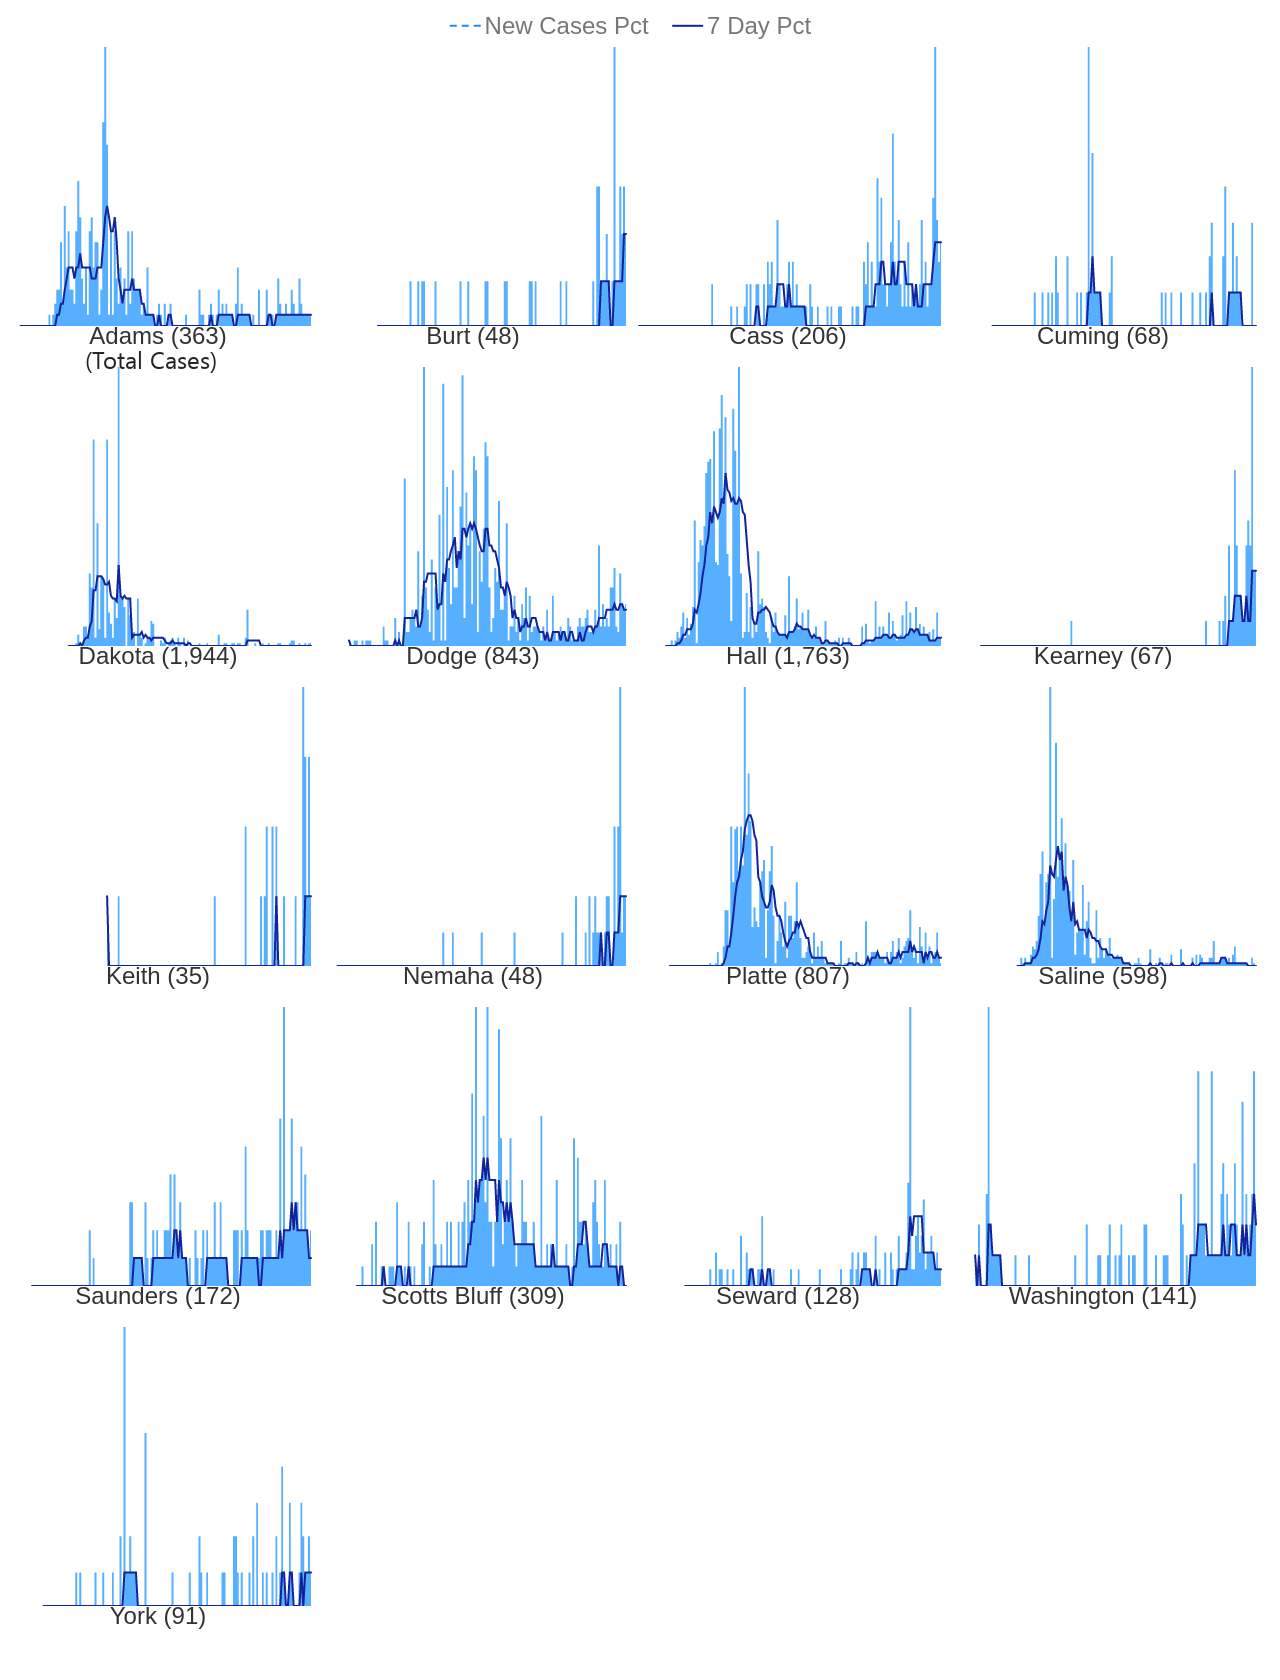 New Cases Pct 7 Day Pct
Adams (363) Burt (48) Cass (206) Cuming (68)
(Total Cases)
Dakota (1,944) Dodge (843) Hall (1,763) Kearney (67)
Keith (35) Nemaha (48) Platte (807) Saline (598)
Saunders (172) Scotts Bluff (309) Seward (128) Washington (141)
York (91)